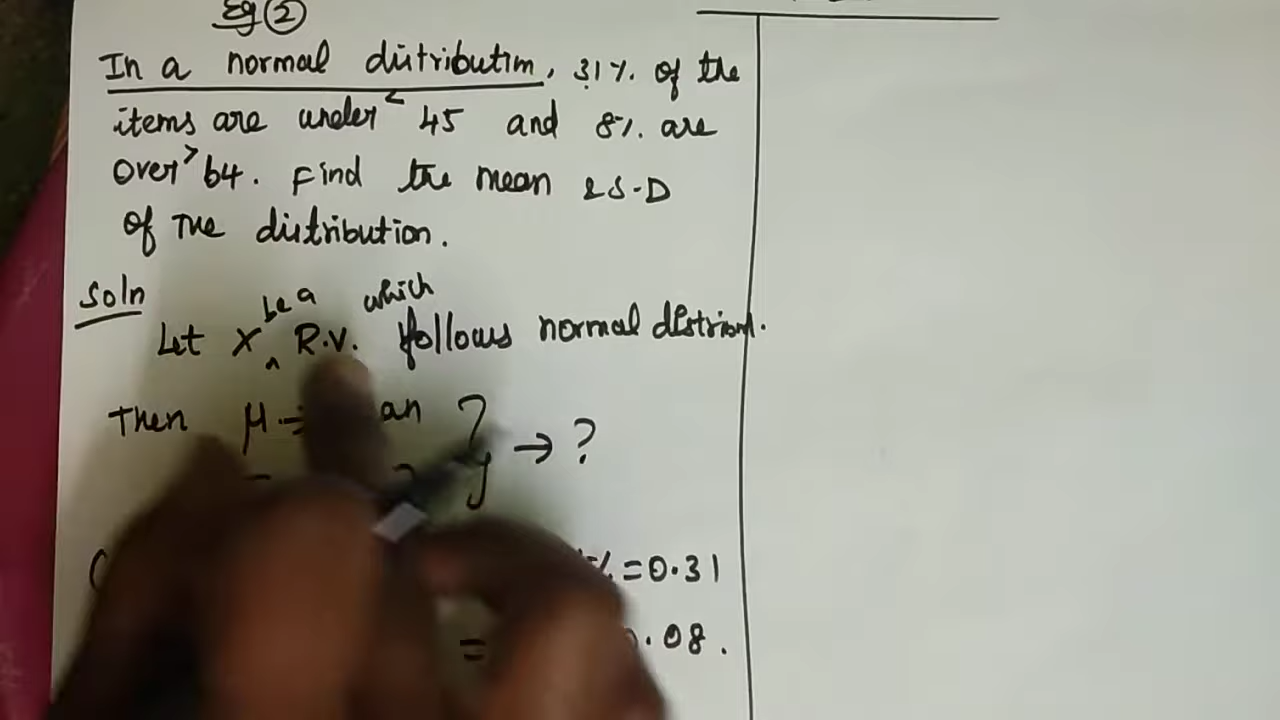 Eg ②
In a normal distribution, 31%. of the
items are under < 45 and 8%. are
over > 64. Find the mean & S.D
of the distribution.
Soln
Let X be a R.V. which follows normal distribn.
Then μ → an } → ?
% = 0.31
= 0.08.